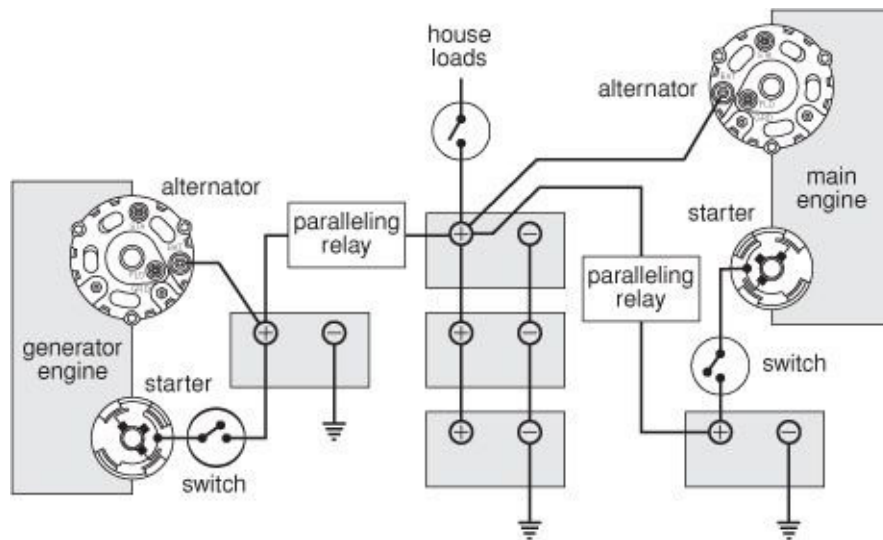 house
loads
alternator
main
engine
alternator
paralleling
relay
starter
+
−
paralleling
relay
generator
engine
+
−
+
−
starter
switch
switch
+
−
+
−